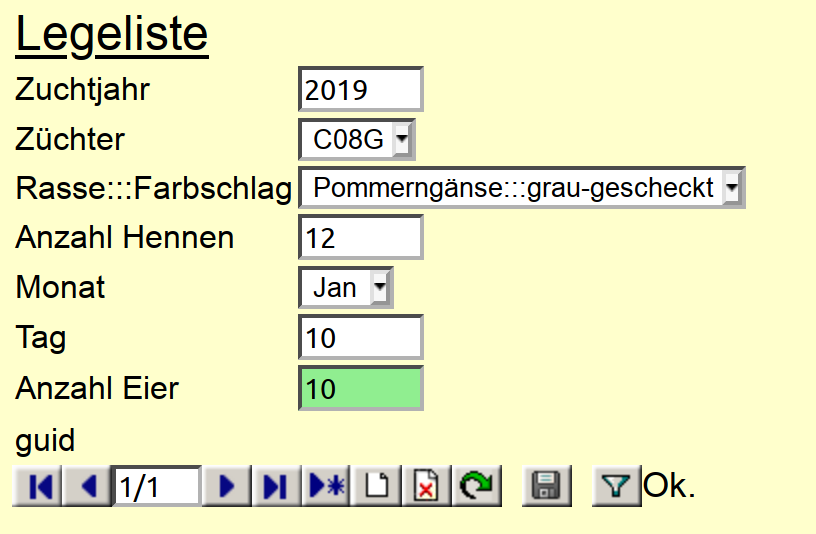 Legeliste
Zuchtjahr 2019
Züchter C08G
Rasse:::Farbschlag Pommerngänse:::grau-gescheckt
Anzahl Hennen 12
Monat Jan
Tag 10
Anzahl Eier 10
guid
1/1 Ok.